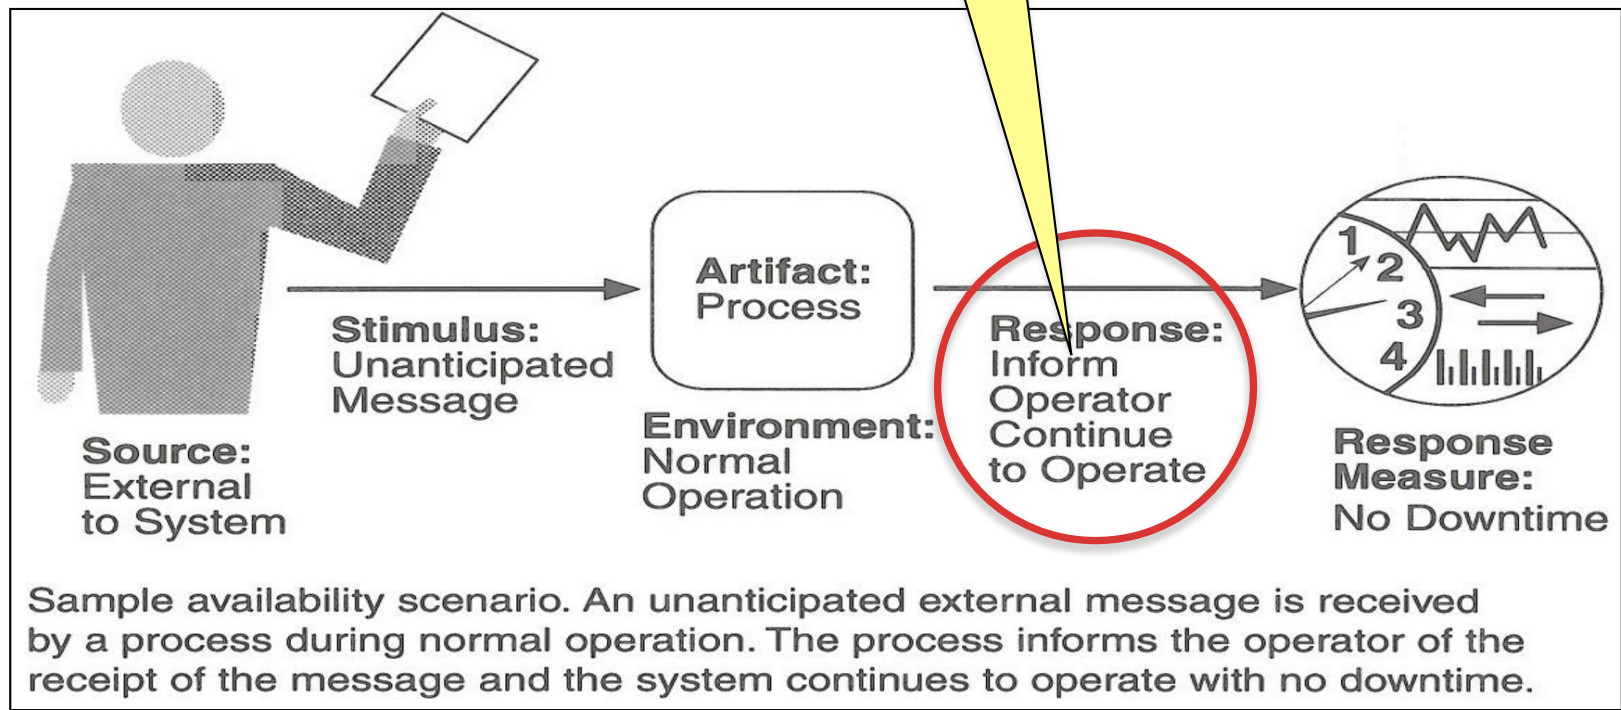 Source:
External
to System
Stimulus:
Unanticipated
Message
Artifact:
Process
Environment:
Normal
Operation
Response:
Inform
Operator
Continue
to Operate
1
2
3
4
Response
Measure:
No Downtime
Sample availability scenario. An unanticipated external message is received
by a process during normal operation. The process informs the operator of the
receipt of the message and the system continues to operate with no downtime.